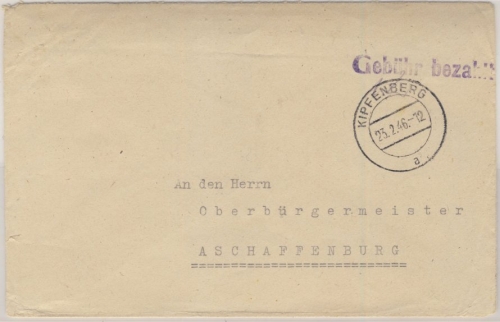 Gebühr bezahlt
KIPFENBERG
23.2.46.-12
a
An den Herrn
Oberbürgermeister
ASCHAFFENBURG